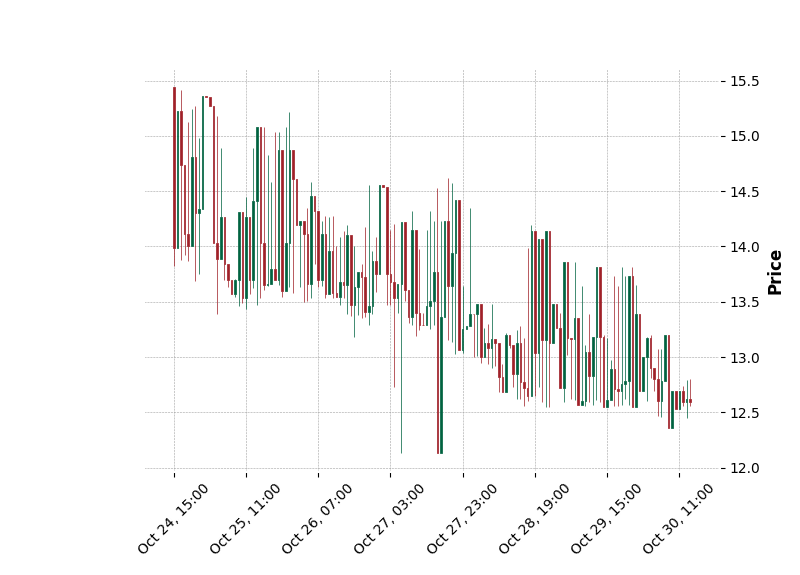 15.5
15.0
14.5
14.0
13.5
13.0
12.5
12.0
Price
Oct 24, 15:00
Oct 25, 11:00
Oct 26, 07:00
Oct 27, 03:00
Oct 27, 23:00
Oct 28, 19:00
Oct 29, 15:00
Oct 30, 11:00